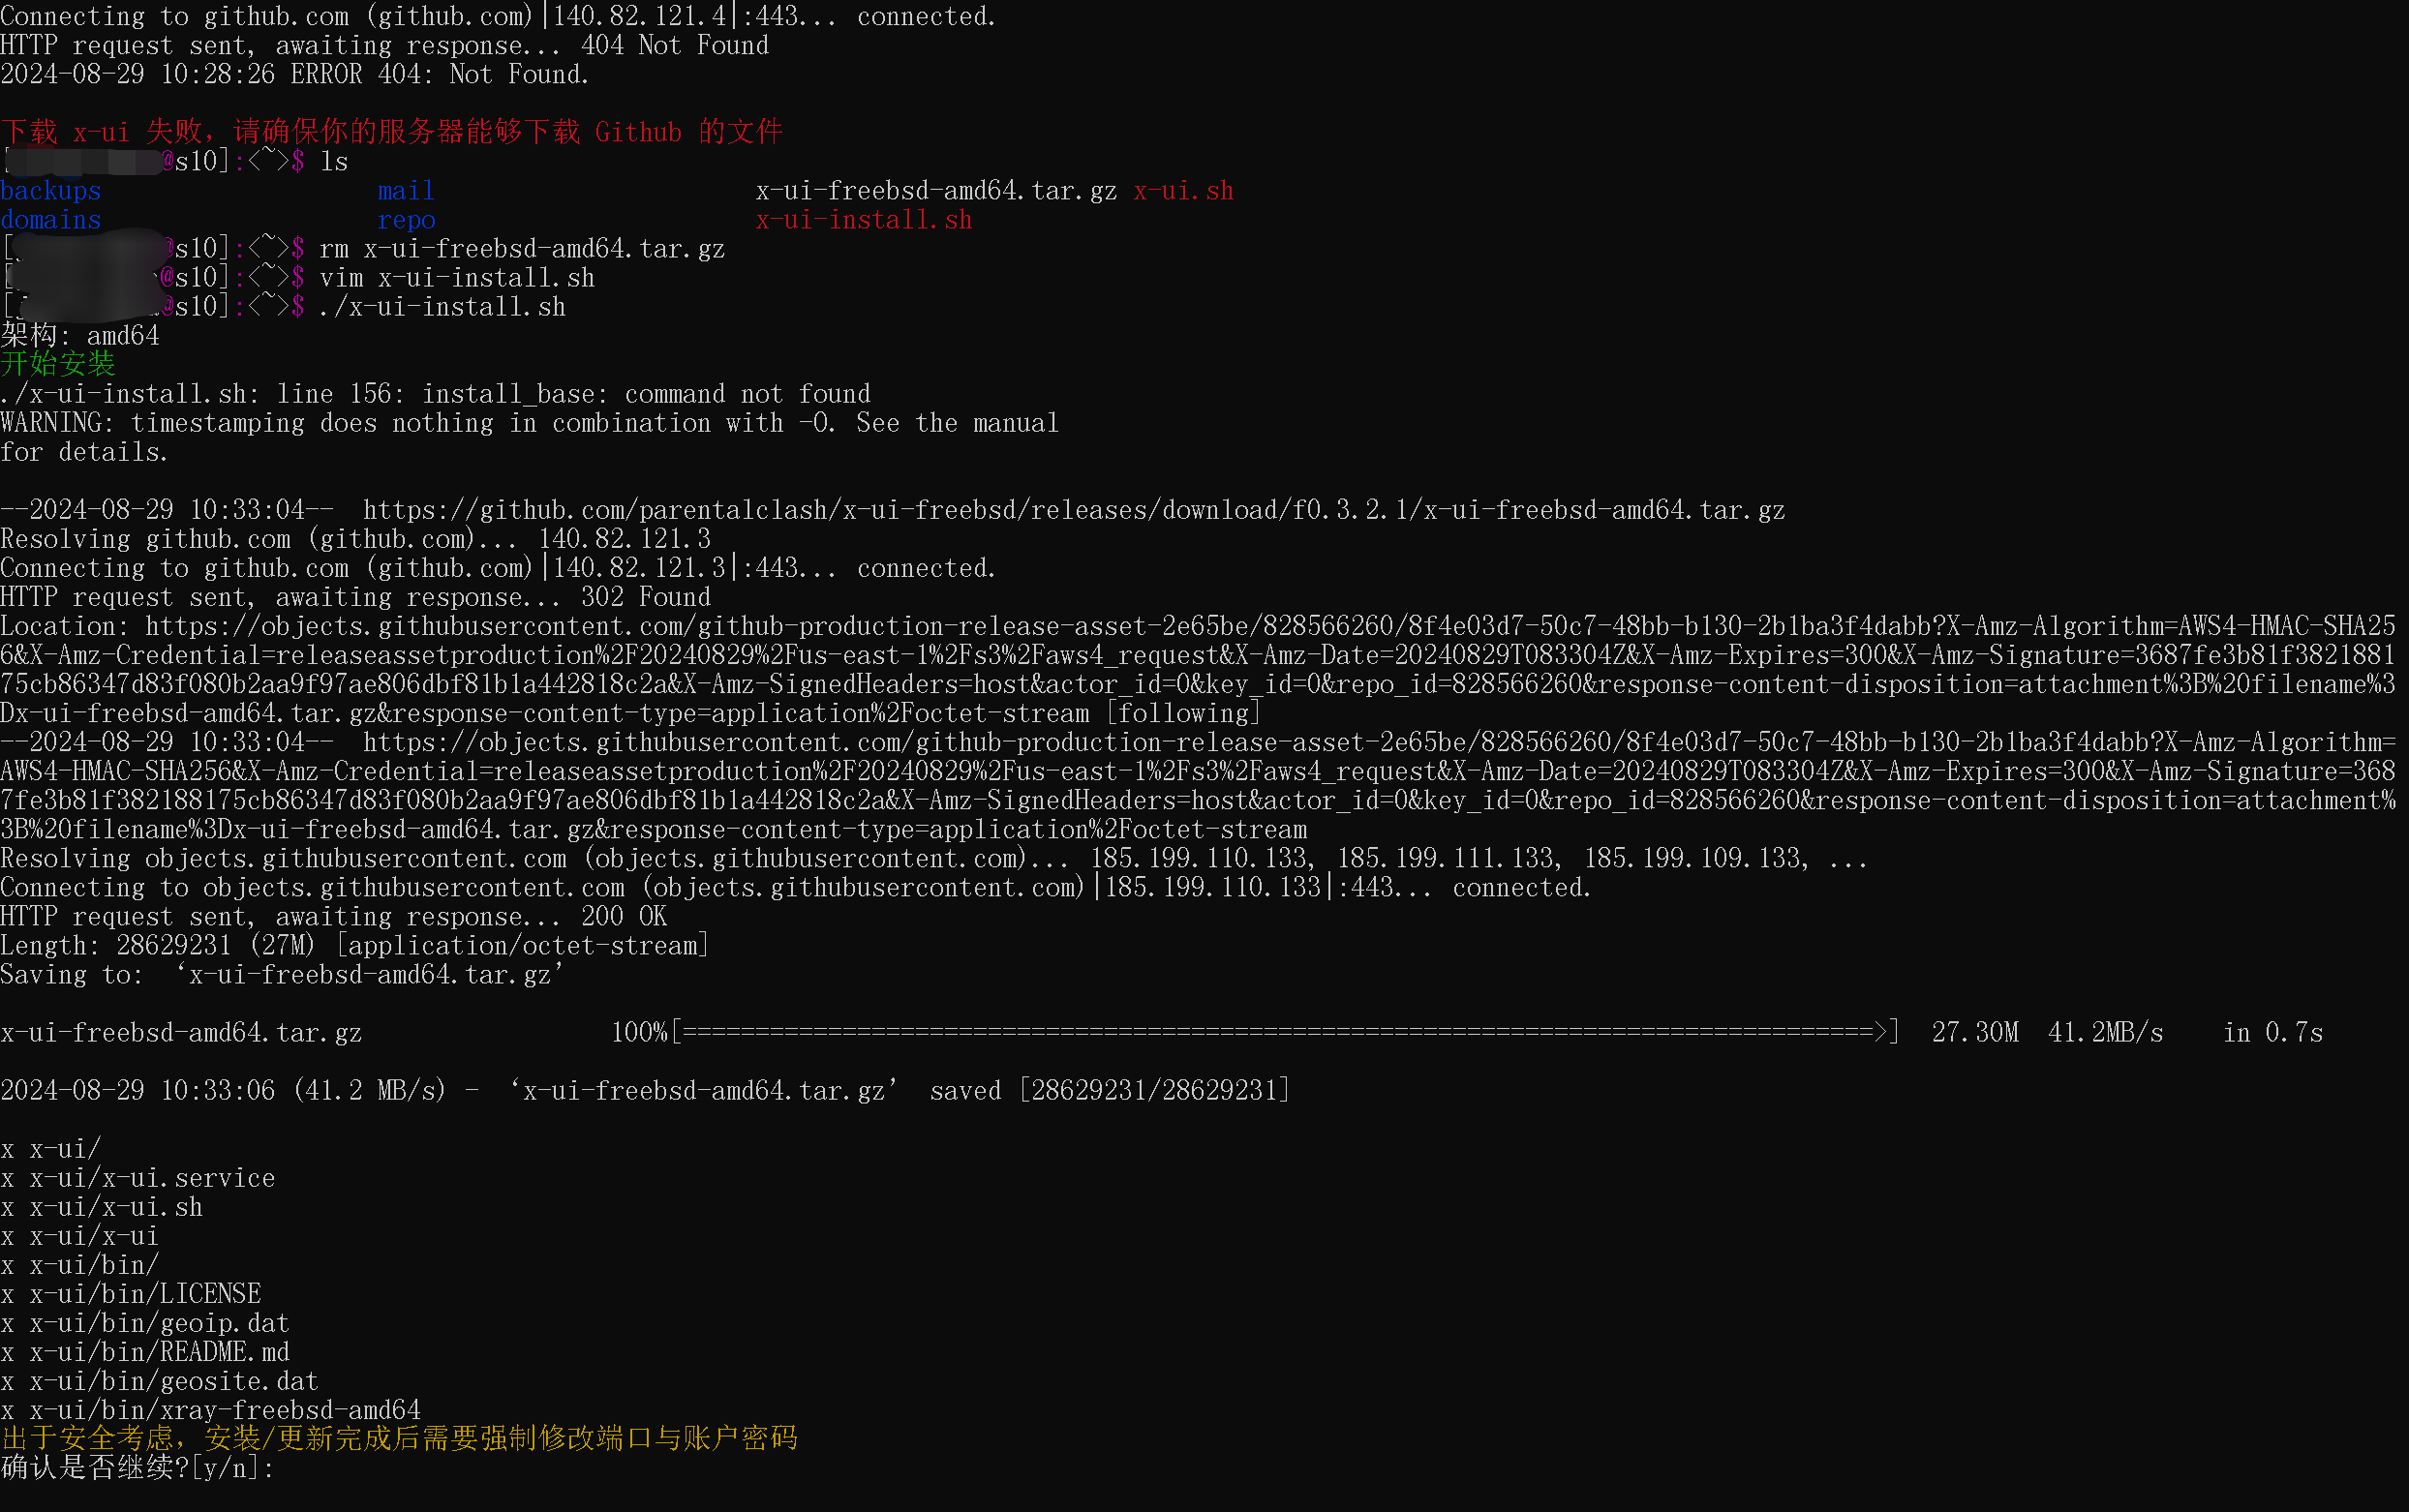 Connecting to github.com (github.com)|140.82.121.4|:443... connected.
HTTP request sent, awaiting response... 404 Not Found
2024-08-29 10:28:26 ERROR 404: Not Found.
下载 x-ui 失败，请确保你的服务器能够下载 Github 的文件
[@s10]:<~>$ ls
backups mail x-ui-freebsd-amd64.tar.gz x-ui.sh
domains repo x-ui-install.sh
[@s10]:<~>$ rm x-ui-freebsd-amd64.tar.gz
[@s10]:<~>$ vim x-ui-install.sh
[@s10]:<~>$ ./x-ui-install.sh
架构: amd64
开始安装
./x-ui-install.sh: line 156: install_base: command not found
WARNING: timestamping does nothing in combination with -O. See the manual
for details.
--2024-08-29 10:33:04--  https://github.com/parentalclash/x-ui-freebsd/releases/download/f0.3.2.1/x-ui-freebsd-amd64.tar.gz
Resolving github.com (github.com)... 140.82.121.3
Connecting to github.com (github.com)|140.82.121.3|:443... connected.
HTTP request sent, awaiting response... 302 Found
Location: https://objects.githubusercontent.com/github-production-release-asset-2e65be/828566260/8f4e03d7-50c7-48bb-b130-2b1ba3f4dabb?X-Amz-Algorithm=AWS4-HMAC-SHA25
6&X-Amz-Credential=releaseassetproduction%2F20240829%2Fus-east-1%2Fs3%2Faws4_request&X-Amz-Date=20240829T083304Z&X-Amz-Expires=300&X-Amz-Signature=3687fe3b81f3821881
75cb86347d83f080b2aa9f97ae806dbf81b1a442818c2a&X-Amz-SignedHeaders=host&actor_id=0&key_id=0&repo_id=828566260&response-content-disposition=attachment%3B%20filename%3
Dx-ui-freebsd-amd64.tar.gz&response-content-type=application%2Foctet-stream [following]
--2024-08-29 10:33:04--  https://objects.githubusercontent.com/github-production-release-asset-2e65be/828566260/8f4e03d7-50c7-48bb-b130-2b1ba3f4dabb?X-Amz-Algorithm=
AWS4-HMAC-SHA256&X-Amz-Credential=releaseassetproduction%2F20240829%2Fus-east-1%2Fs3%2Faws4_request&X-Amz-Date=20240829T083304Z&X-Amz-Expires=300&X-Amz-Signature=368
7fe3b81f382188175cb86347d83f080b2aa9f97ae806dbf81b1a442818c2a&X-Amz-SignedHeaders=host&actor_id=0&key_id=0&repo_id=828566260&response-content-disposition=attachment%
3B%20filename%3Dx-ui-freebsd-amd64.tar.gz&response-content-type=application%2Foctet-stream
Resolving objects.githubusercontent.com (objects.githubusercontent.com)... 185.199.110.133, 185.199.111.133, 185.199.109.133, ...
Connecting to objects.githubusercontent.com (objects.githubusercontent.com)|185.199.110.133|:443... connected.
HTTP request sent, awaiting response... 200 OK
Length: 28629231 (27M) [application/octet-stream]
Saving to: ‘x-ui-freebsd-amd64.tar.gz’
x-ui-freebsd-amd64.tar.gz 100%[==================================================================================>] 27.30M 41.2MB/s in 0.7s
2024-08-29 10:33:06 (41.2 MB/s) - ‘x-ui-freebsd-amd64.tar.gz’ saved [28629231/28629231]
x x-ui/
x x-ui/x-ui.service
x x-ui/x-ui.sh
x x-ui/x-ui
x x-ui/bin/
x x-ui/bin/LICENSE
x x-ui/bin/geoip.dat
x x-ui/bin/README.md
x x-ui/bin/geosite.dat
x x-ui/bin/xray-freebsd-amd64
出于安全考虑，安装/更新完成后需要强制修改端口与账户密码
确认是否继续?[y/n]: